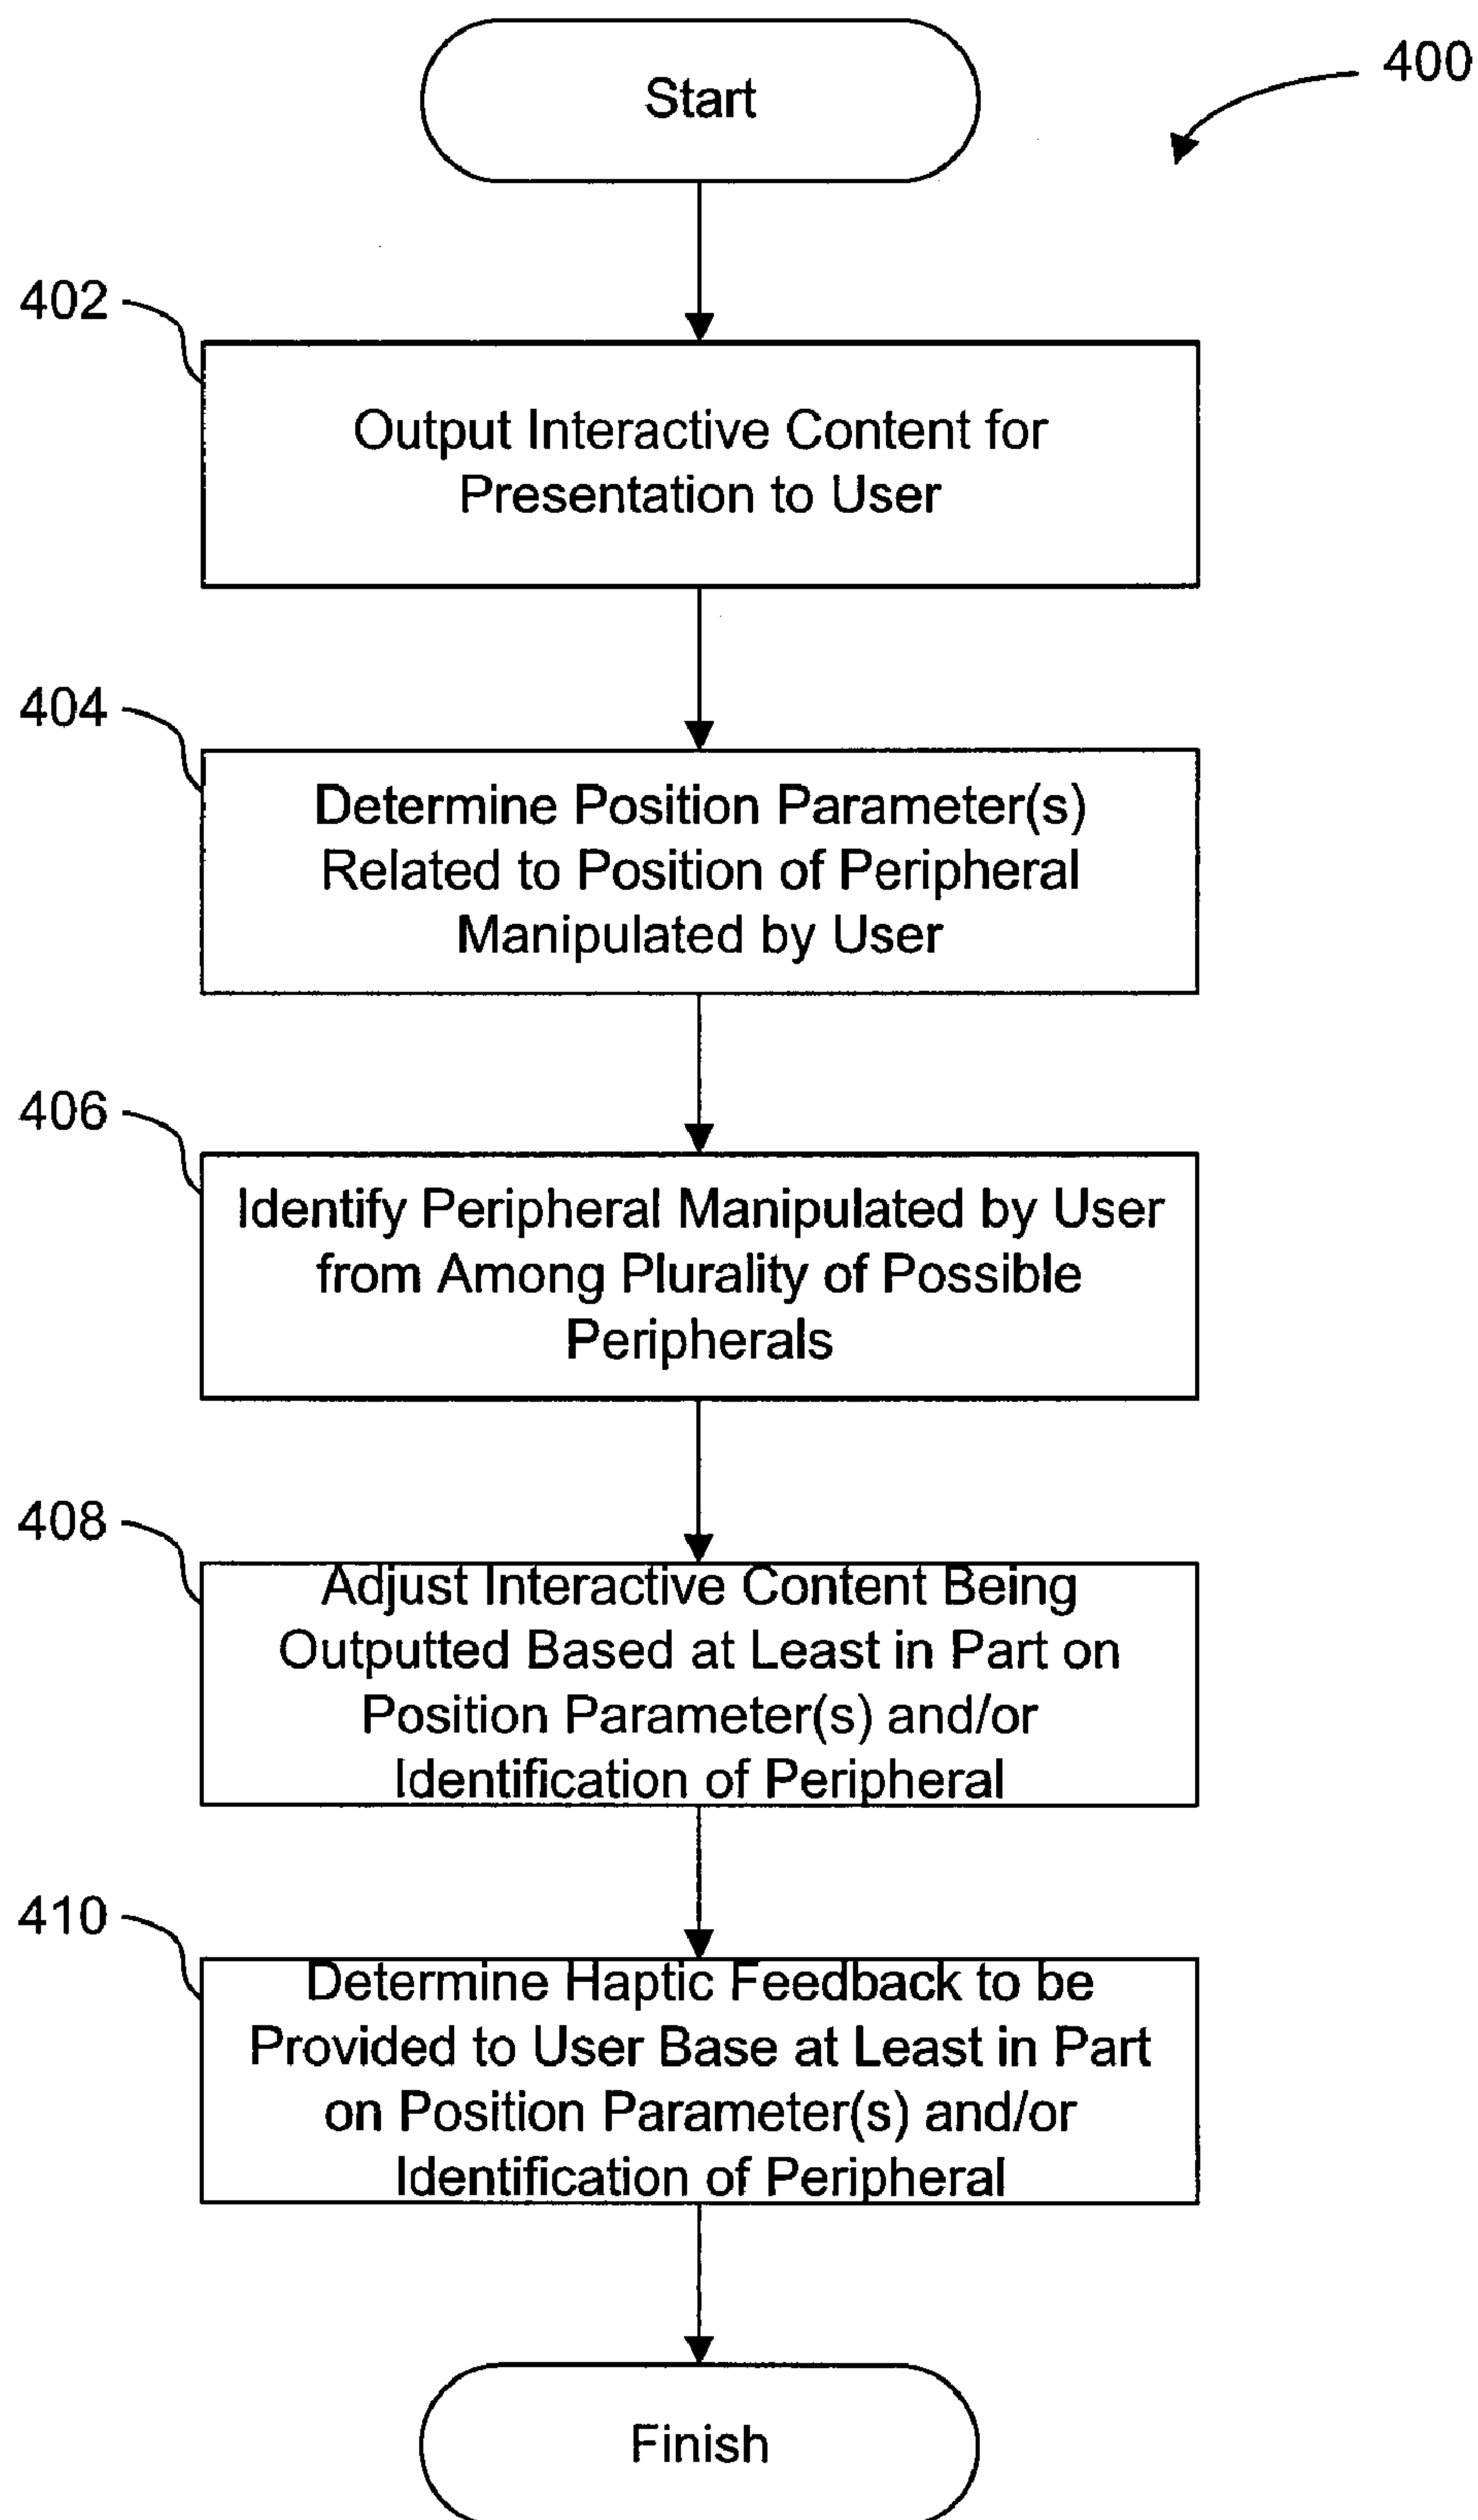 Start
400
402
Output Interactive Content for
Presentation to User
404
Determine Position Parameter(s)
Related to Position of Peripheral
Manipulated by User
406
Identify Peripheral Manipulated by User
from Among Plurality of Possible
Peripherals
408
Adjust Interactive Content Being
Outputted Based at Least in Part on
Position Parameter(s) and/or
Identification of Peripheral
410
Determine Haptic Feedback to be
Provided to User Base at Least in Part
on Position Parameter(s) and/or
Identification of Peripheral
Finish